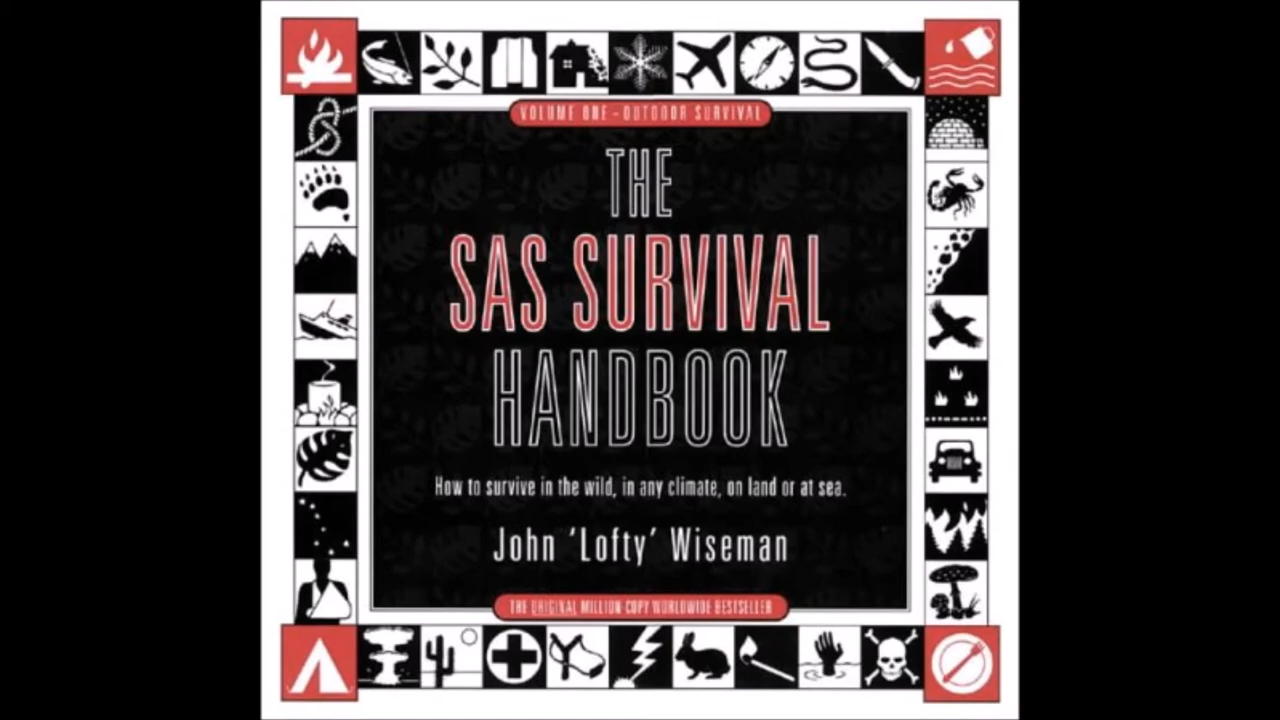 VOLUME ONE - OUTDOOR SURVIVAL
THE
SAS SURVIVAL
HANDBOOK
How to survive in the wild, in any climate, on land or at sea.
John 'Lofty' Wiseman
THE ORIGINAL MILLION COPY WORLDWIDE BESTSELLER